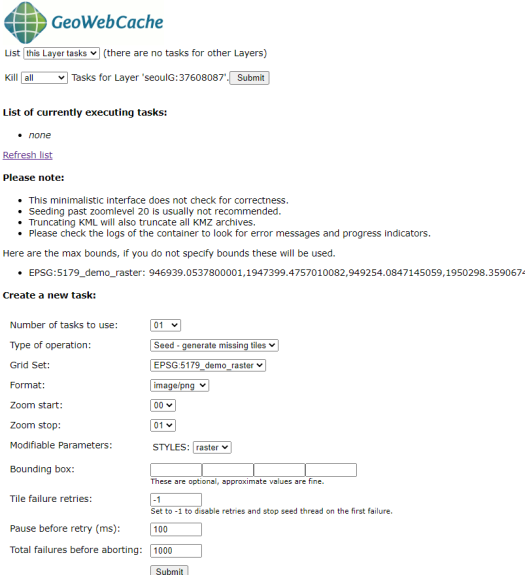 GeoWebCache
List this Layer tasks (there are no tasks for other Layers)
Kill all Tasks for Layer 'seoulG:37608087'. Submit
List of currently executing tasks:
none
Refresh list
Please note:
This minimalistic interface does not check for correctness.
Seeding past zoomlevel 20 is usually not recommended.
Truncating KML will also truncate all KMZ archives.
Please check the logs of the container to look for error messages and progress indicators.
Here are the max bounds, if you do not specify bounds these will be used.
EPSG:5179_demo_raster: 946939.0537800001,1947399.4757010082,949254.0847145059,1950298.3590674
Create a new task:
Number of tasks to use: 01
Type of operation: Seed - generate missing tiles
Grid Set: EPSG:5179_demo_raster
Format: image/png
Zoom start: 00
Zoom stop: 01
Modifiable Parameters: STYLES: raster
Bounding box:
These are optional, approximate values are fine.
Tile failure retries: -1
Set to -1 to disable retries and stop seed thread on the first failure.
Pause before retry (ms): 100
Total failures before aborting: 1000
Submit